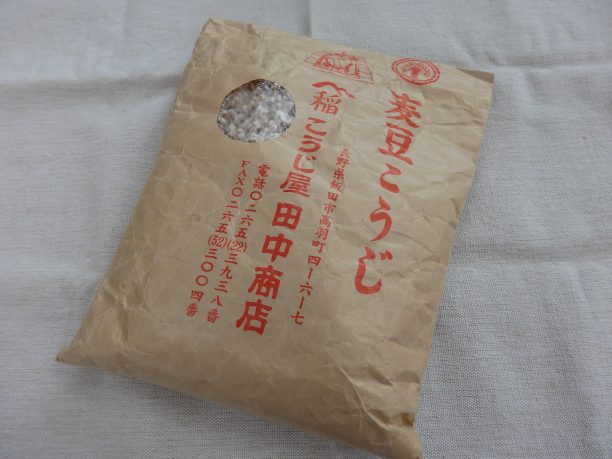 麦豆こうじ
長野県飯田市高羽町四ー六ー七
稲 こうじ屋 田中商店
電話〇二六五(22)三九三八番
FAX〇二六五(52)三〇〇四番